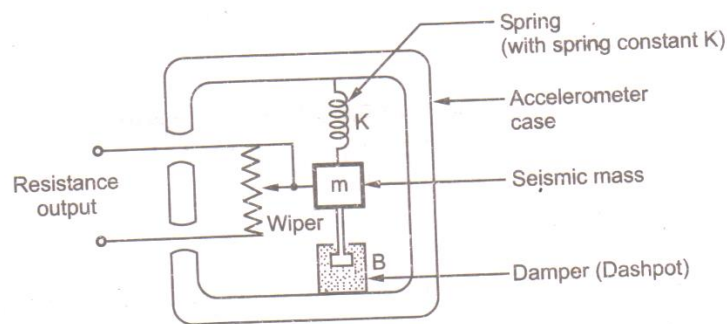 Spring
(with spring constant K)
Accelerometer
case
K
Resistance
output
m
Seismic mass
Wiper
B
Damper (Dashpot)